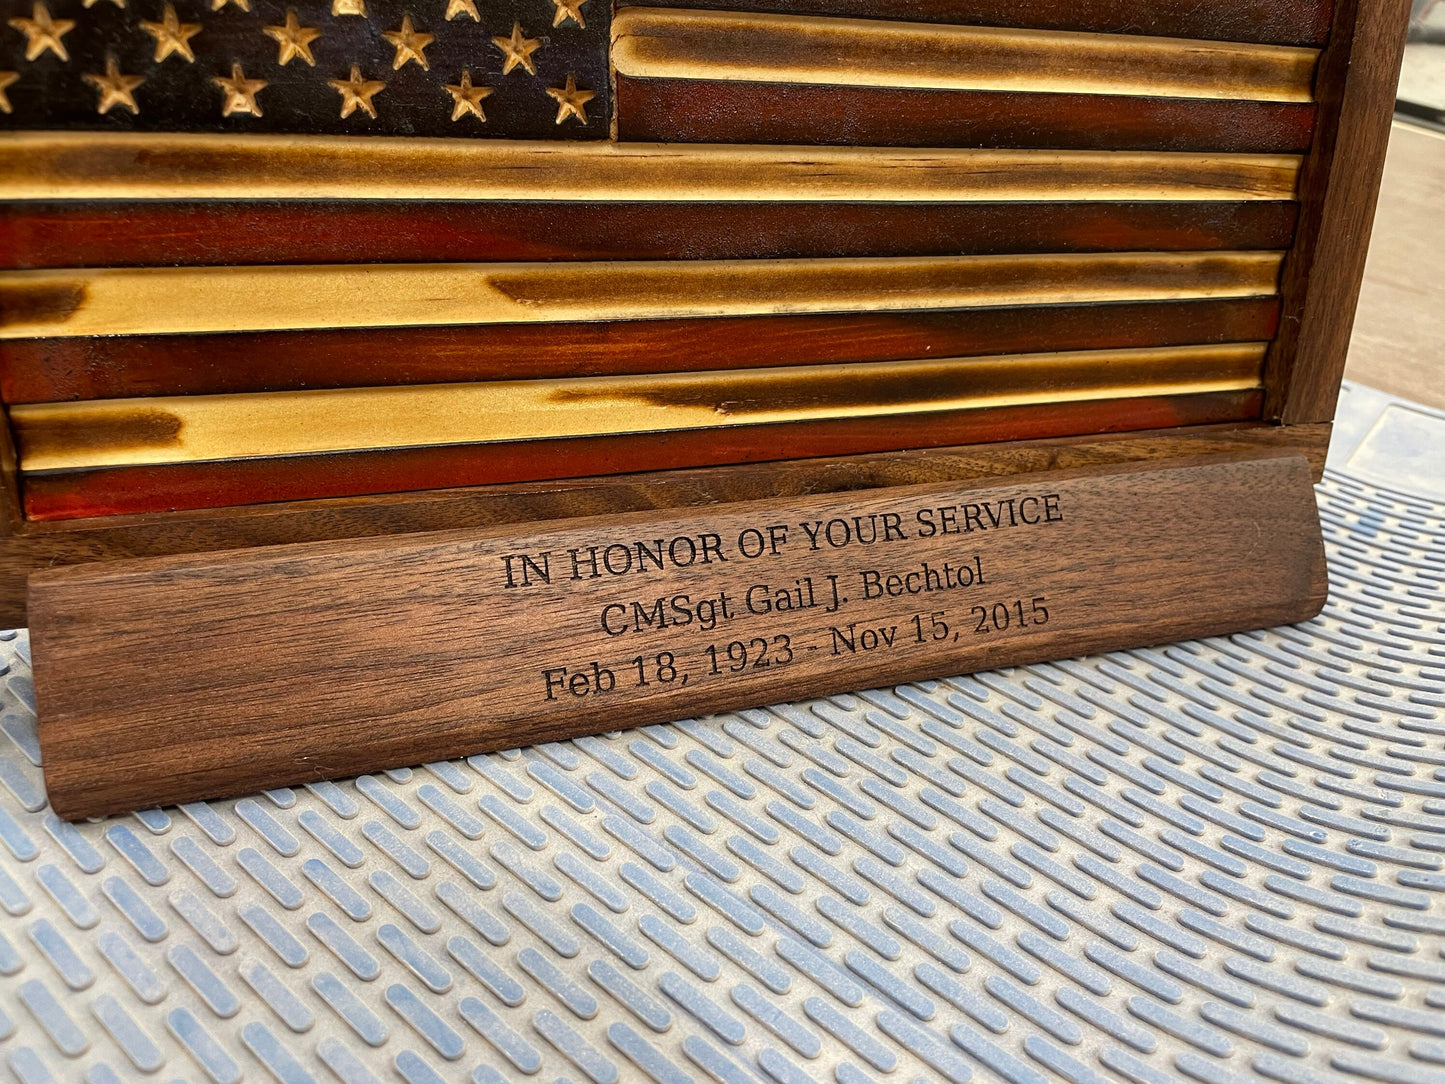 IN HONOR OF YOUR SERVICE
CMSgt Gail J. Bechtol
Feb 18, 1923 - Nov 15, 2015